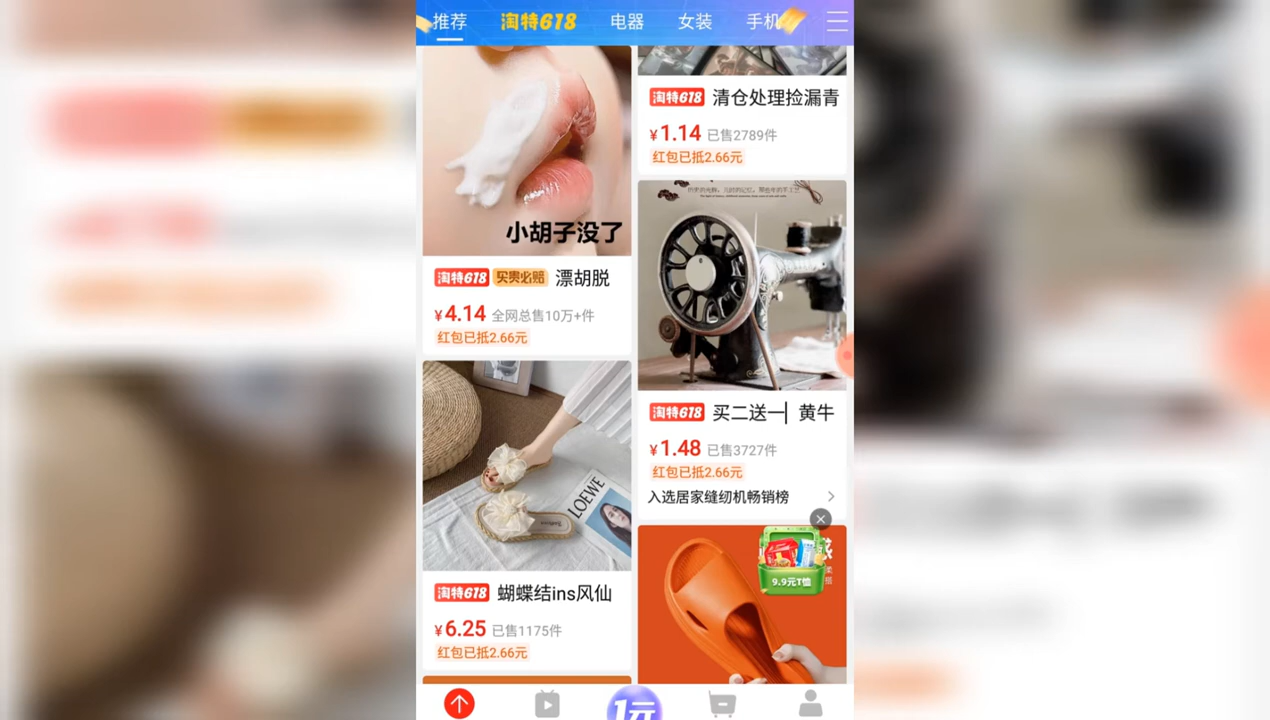 推荐
淘特618
电器
女装
手机
小胡子没了
淘特618 买贵必赔 漂胡脱
¥4.14 全网总售10万+件
红包已抵2.66元
LOEWE
淘特618 蝴蝶结ins风仙
¥6.25 已售1175件
红包已抵2.66元
淘特618 清仓处理捡漏青
¥1.14 已售2789件
红包已抵2.66元
淘特618 买二送一| 黄牛
¥1.48 已售3727件
红包已抵2.66元
入选居家缝纫机畅销榜
9.9元T恤
1元